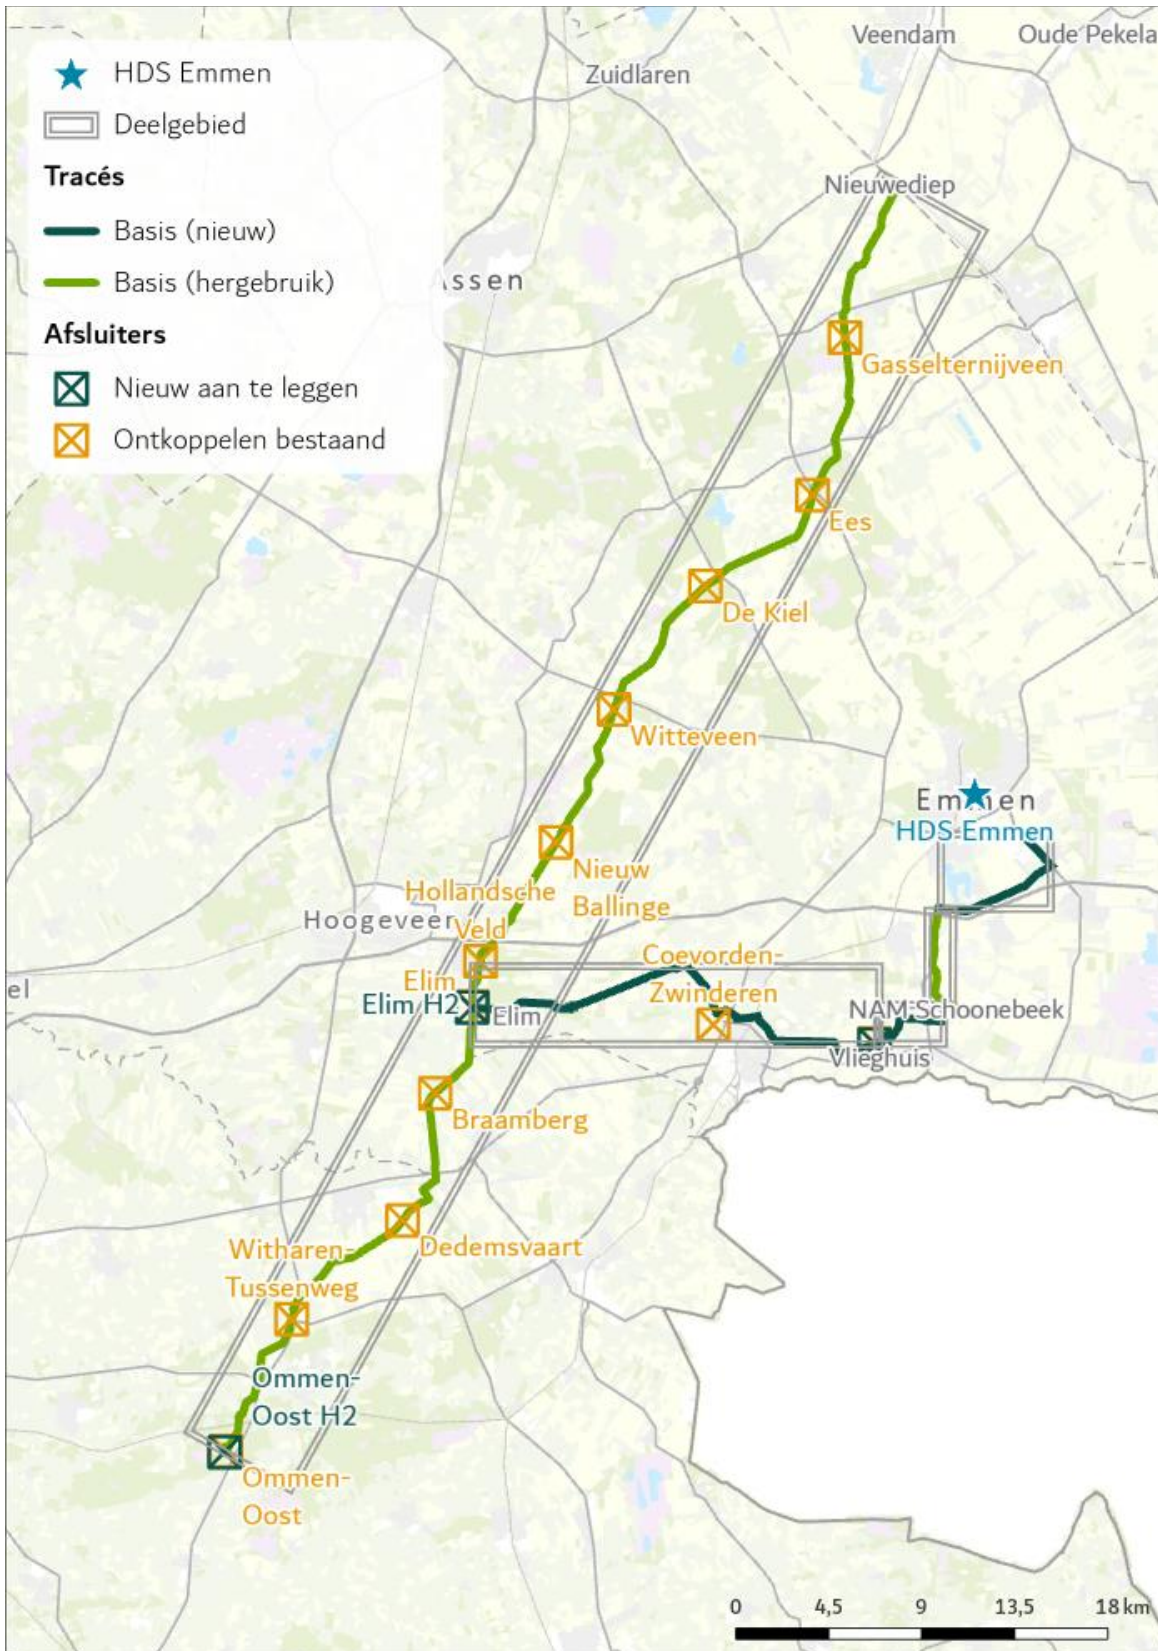 Veendam
Oude Pekela
Zuidlaren
HDS Emmen
Deelgebied
Tracés
Basis (nieuw)
Basis (hergebruik)
Afsluiters
Nieuw aan te leggen
Ontkoppelen bestaand
Nieuwediep
Assen
Gasselternijveen
Ees
De Kiel
Witteveen
Emmen
HDS Emmen
Nieuw
Ballinge
Hollandsche
Veld
Hoogeveen
Elim
Elim H2
Elim
Coevorden-
Zwinderen
NAM-Schoonebeek
Vlieghuis
el
Braamberg
Dedemsvaart
Witharen-
Tussenweg
Ommen-
Oost H2
Ommen-
Oost
0 4,5 9 13,5 18 km